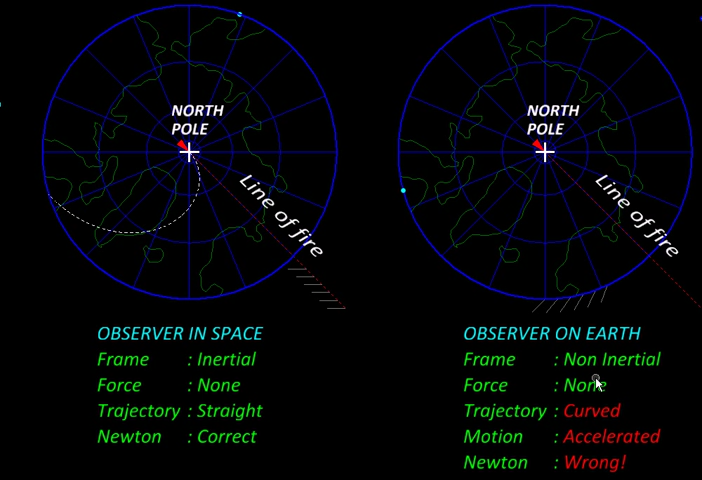 NORTH
POLE
Line of fire
OBSERVER IN SPACE
Frame : Inertial
Force : None
Trajectory : Straight
Newton : Correct
NORTH
POLE
Line of fire
OBSERVER ON EARTH
Frame : Non Inertial
Force : None
Trajectory : Curved
Motion : Accelerated
Newton : Wrong!